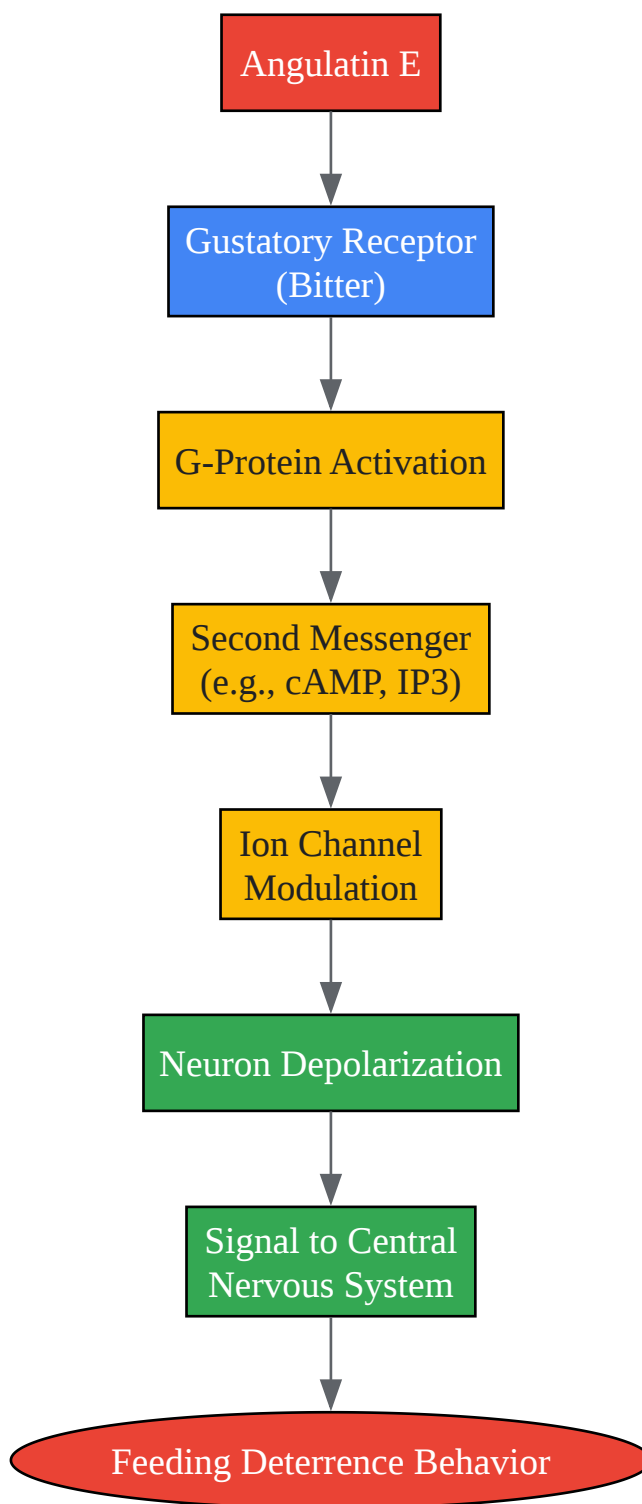 Angulatin E
Gustatory Receptor
(Bitter)
G-Protein Activation
Second Messenger
(e.g., cAMP, IP3)
Ion Channel
Modulation
Neuron Depolarization
Signal to Central
Nervous System
Feeding Deterrence Behavior